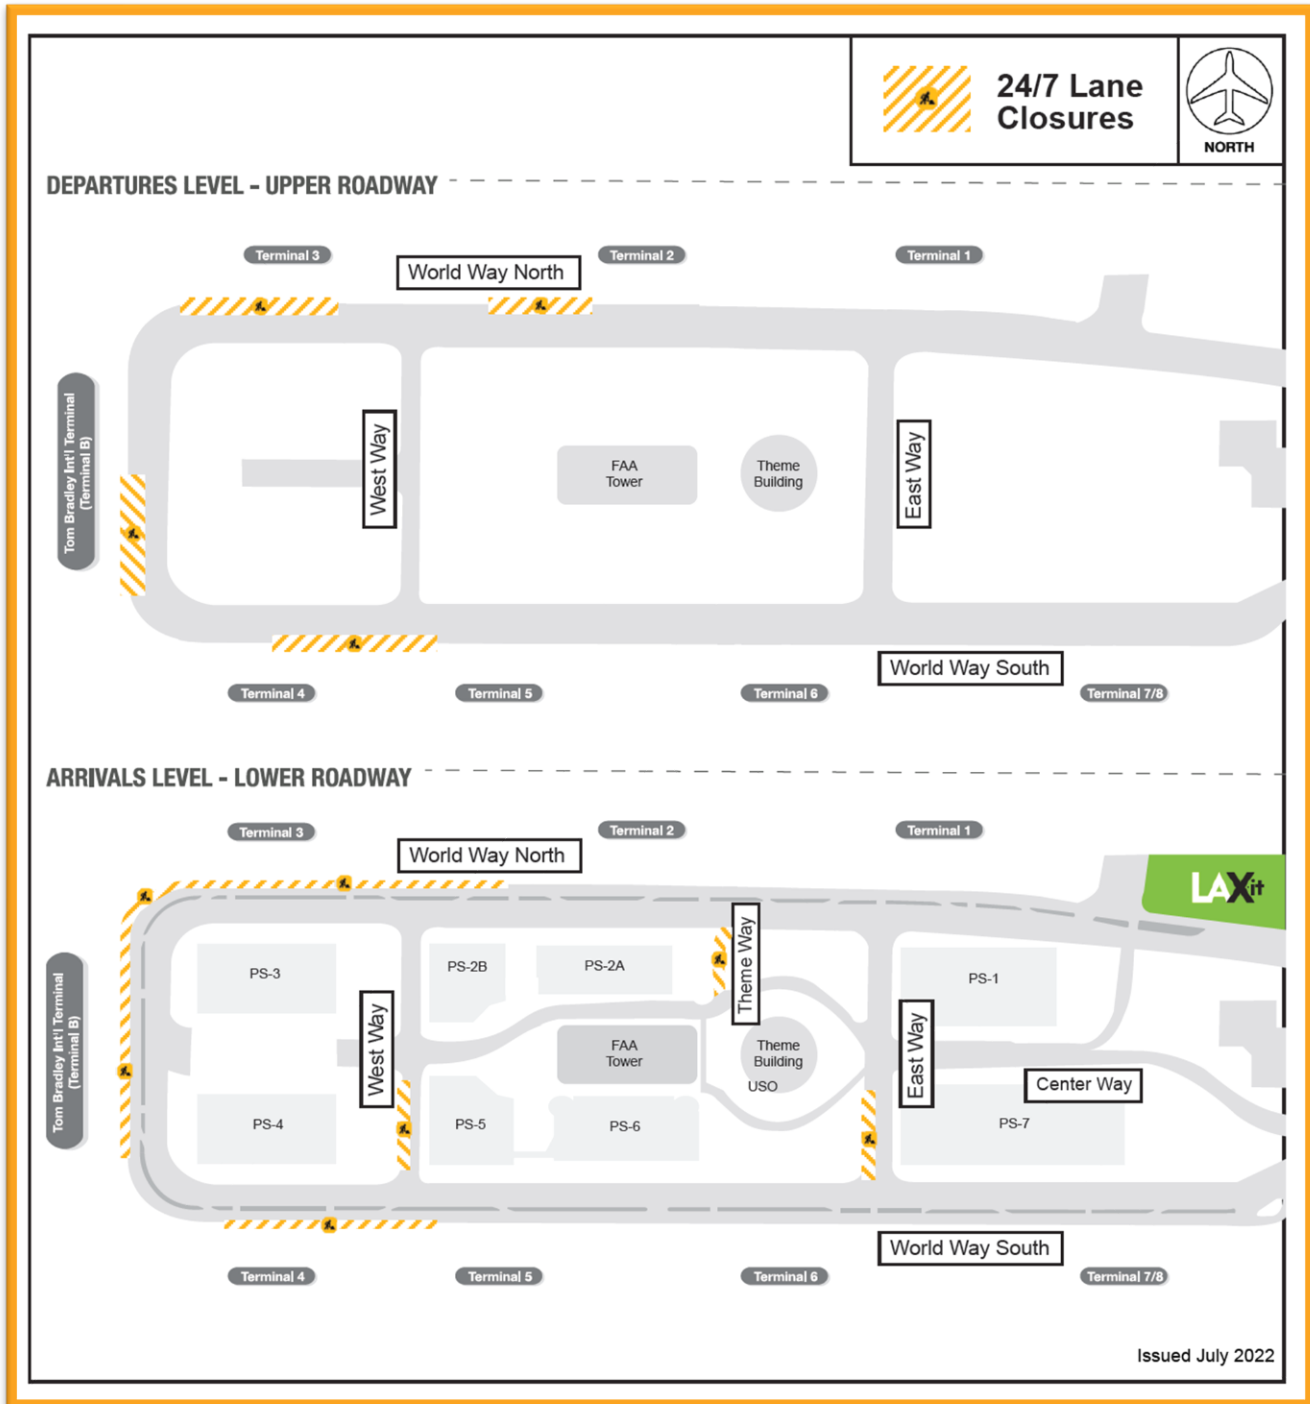 24/7 Lane
Closures
NORTH
DEPARTURES LEVEL - UPPER ROADWAY
Terminal 3
World Way North
Terminal 2
Terminal 1
Tom Bradley Int'l Terminal
(Terminal B)
West Way
FAA
Tower
Theme
Building
East Way
World Way South
Terminal 4
Terminal 5
Terminal 6
Terminal 7/8
ARRIVALS LEVEL - LOWER ROADWAY
Terminal 3
World Way North
Terminal 2
Terminal 1
LAXit
Theme Way
PS-3
PS-2B
PS-2A
PS-1
Tom Bradley Int'l Terminal
(Terminal B)
West Way
FAA
Tower
Theme
Building
USO
East Way
Center Way
PS-4
PS-5
PS-6
PS-7
World Way South
Terminal 4
Terminal 5
Terminal 6
Terminal 7/8
Issued July 2022